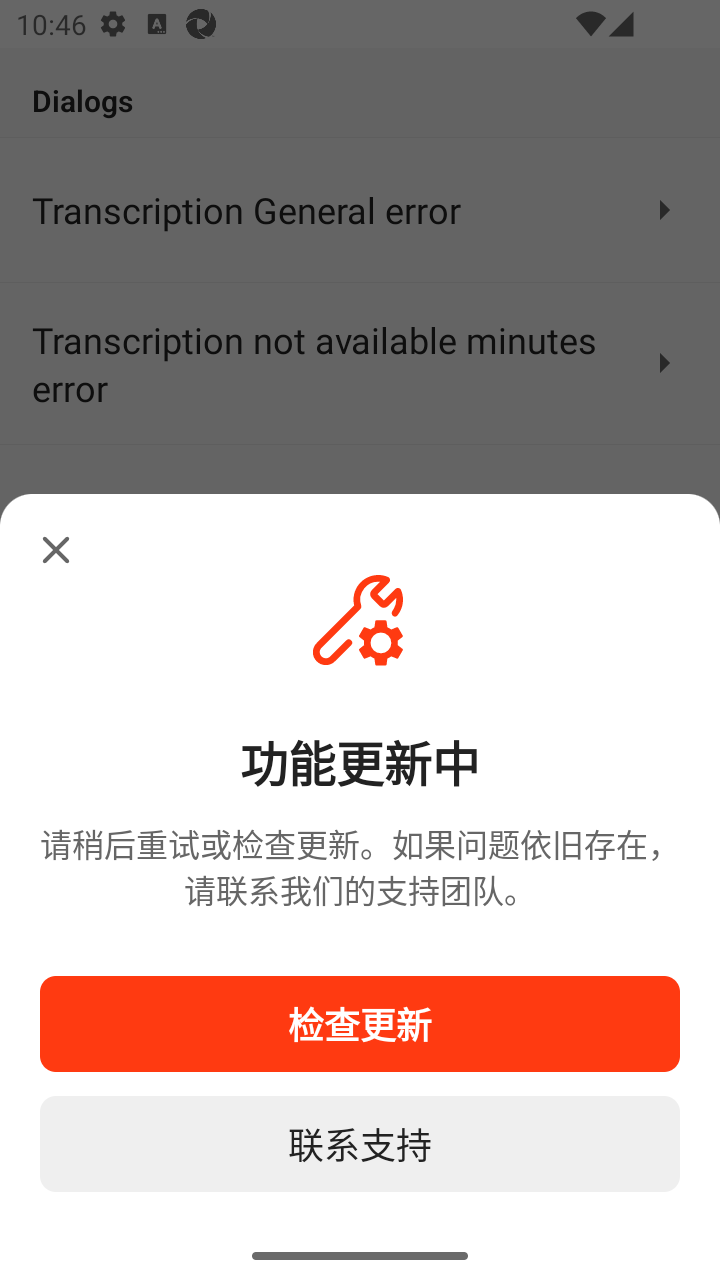 10:46
Dialogs
Transcription General error
Transcription not available minutes
error
功能更新中
请稍后重试或检查更新。如果问题依旧存在，
请联系我们的支持团队。
检查更新
联系支持